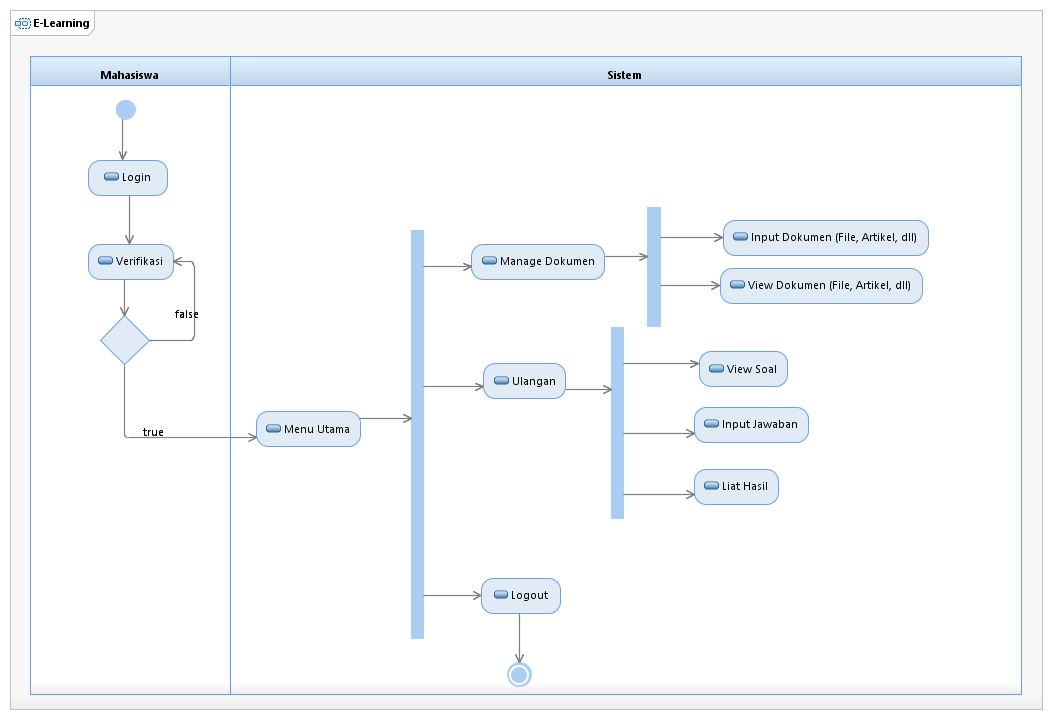 E-Learning
Mahasiswa
Sistem
Login
Verifikasi
false
true
Menu Utama
Manage Dokumen
Input Dokumen (File, Artikel, dll)
View Dokumen (File, Artikel, dll)
Ulangan
View Soal
Input Jawaban
Liat Hasil
Logout